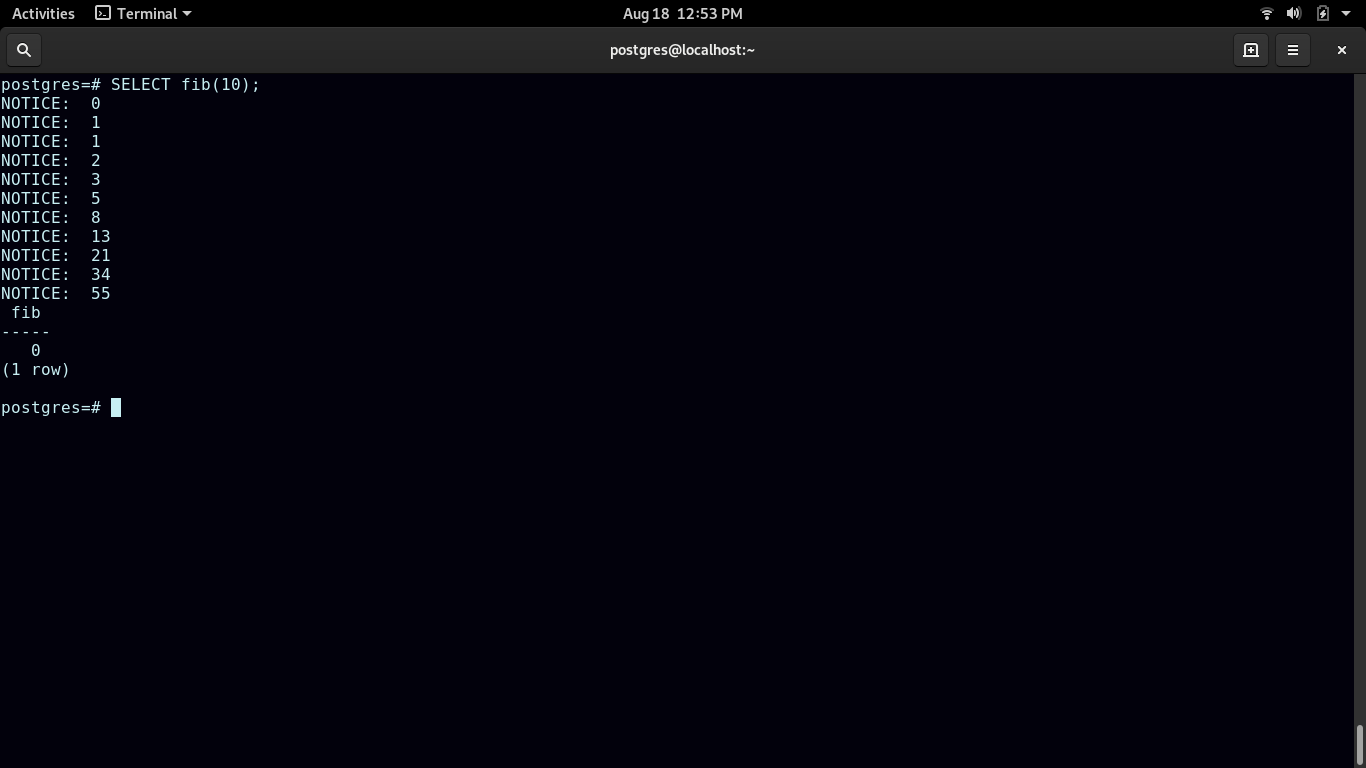 Activities Terminal Aug 18 12:53 PM
postgres@localhost:~
postgres=# SELECT fib(10);
NOTICE:  0
NOTICE:  1
NOTICE:  1
NOTICE:  2
NOTICE:  3
NOTICE:  5
NOTICE:  8
NOTICE:  13
NOTICE:  21
NOTICE:  34
NOTICE:  55
 fib
-----
   0
(1 row)
postgres=#